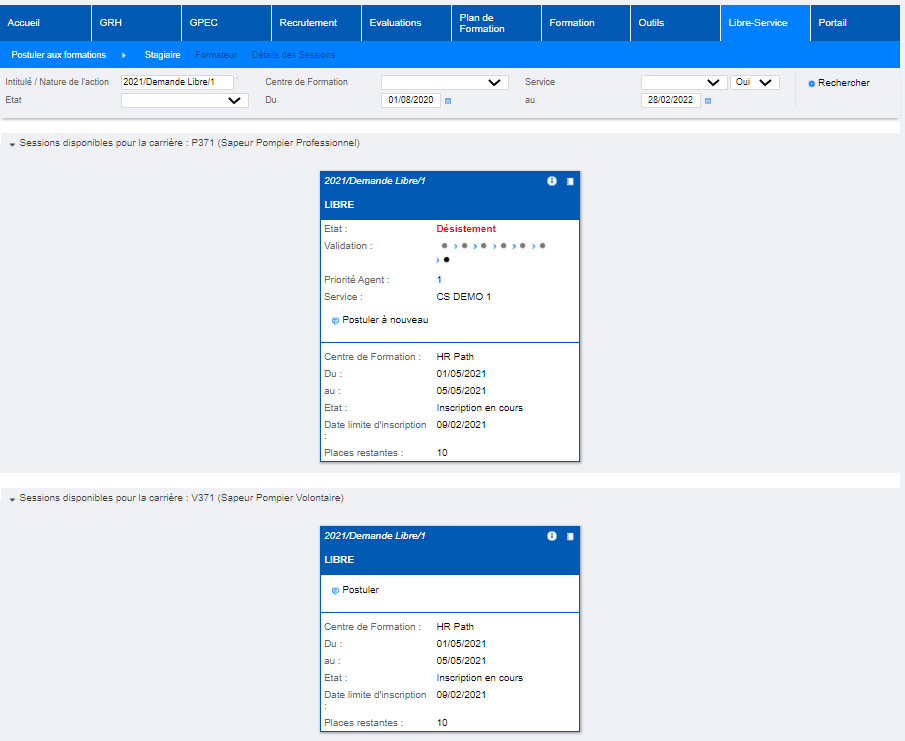 Accueil GRH GPEC Recrutement Evaluations Plan de Formation Formation Outils Libre-Service Portail
Postuler aux formations Stagiaire Formateur Détails des Sessions
Intitulé / Nature de l'action 2021/Demande Libre/1 Centre de Formation Service Oui Rechercher
Etat Du 01/08/2020 au 28/02/2022
Sessions disponibles pour la carrière : P371 (Sapeur Pompier Professionnel)
2021/Demande Libre/1
LIBRE
Etat : Désistement
Validation :
Priorité Agent : 1
Service : CS DEMO 1
Postuler à nouveau
Centre de Formation : HR Path
Du : 01/05/2021
au : 05/05/2021
Etat : Inscription en cours
Date limite d'inscription : 09/02/2021
Places restantes : 10
Sessions disponibles pour la carrière : V371 (Sapeur Pompier Volontaire)
2021/Demande Libre/1
LIBRE
Postuler
Centre de Formation : HR Path
Du : 01/05/2021
au : 05/05/2021
Etat : Inscription en cours
Date limite d'inscription : 09/02/2021
Places restantes : 10